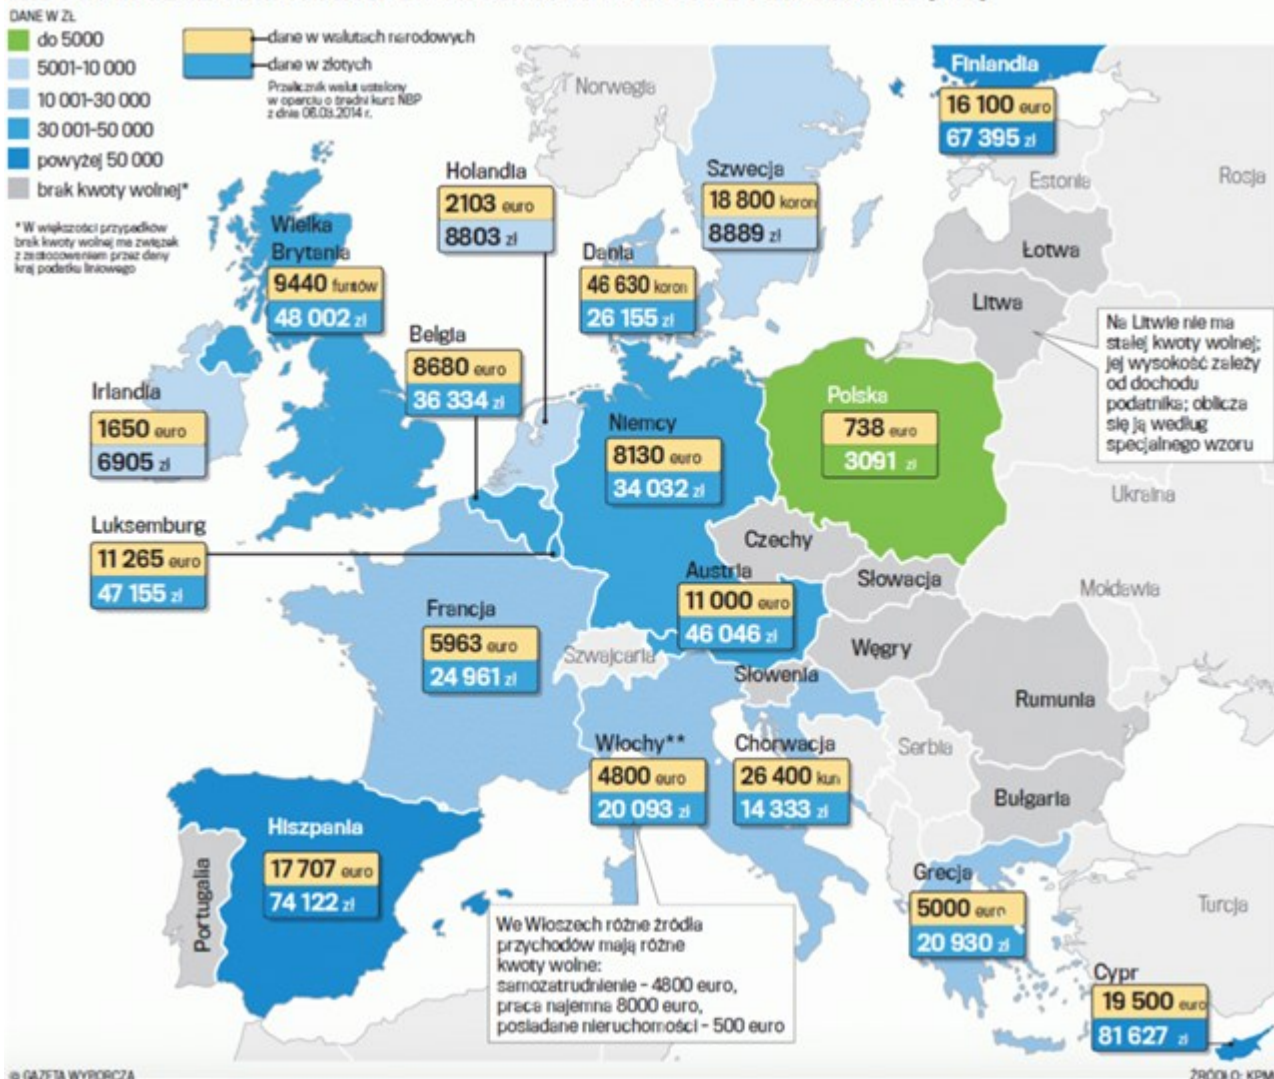 DANE W ZŁ
do 5000
5001-10 000
10 001-30 000
30 001-50 000
powyżej 50 000
brak kwoty wolnej*
* W większości przypadków
brak kwoty wolnej ma związek
z zastosowaniem przez dany
kraj podatku liniowego
dane w walutach narodowych
dane w złotych
Przelicznik walut ustalony
w oparciu o średni kurs NBP
z dnia 06.03.2014 r.
Norwegia
Finlandia
16 100 euro
67 395 zł
Estonia
Rosja
Holandia
2103 euro
8803 zł
Szwecja
18 800 koron
8889 zł
Łotwa
Litwa
Na Litwie nie ma
stałej kwoty wolnej;
jej wysokość zależy
od dochodu
podatnika; oblicza
się ją według
specjalnego wzoru
Wielka
Brytania
9440 funtów
48 002 zł
Dania
46 630 koron
26 155 zł
Belgia
8680 euro
36 334 zł
Irlandia
1650 euro
6905 zł
Niemcy
8130 euro
34 032 zł
Polska
738 euro
3091 zł
Ukraina
Luksemburg
11 265 euro
47 155 zł
Czechy
Słowacja
Mołdawia
Austria
11 000 euro
46 046 zł
Francja
5963 euro
24 961 zł
Szwajcaria
Węgry
Słowenia
Rumunia
Włochy**
4800 euro
20 093 zł
Chorwacja
26 400 kun
14 333 zł
Serbia
Bułgaria
Hiszpania
17 707 euro
74 122 zł
Portugalia
Grecja
5000 euro
20 930 zł
Turcja
We Włoszech różne źródła
przychodów mają różne
kwoty wolne:
samozatrudnienie - 4800 euro,
praca najemna 8000 euro,
posiadane nieruchomości - 500 euro
Cypr
19 500 euro
81 627 zł
© GAZETA WYBORCZA
ŹRÓDŁO: KPMG